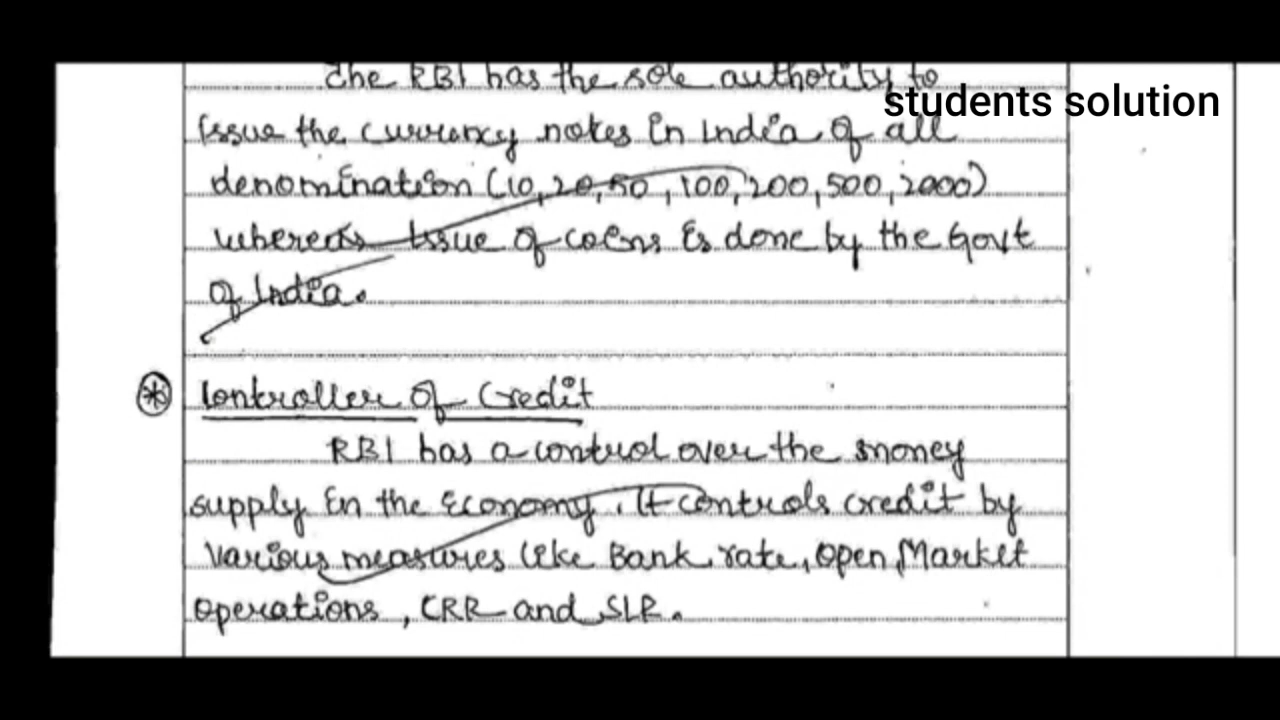 The RBI has the sole authority to
students solution
issue the currency notes in India of all
denomination (10, 20, 50, 100, 200, 500, 2000)
whereas issue of coins is done by the Govt
of India.
* Controller of Credit
RBI has a control over the money
supply in the Economy. It controls credit by
various measures like Bank rate, Open Market
operations, CRR and SLR.